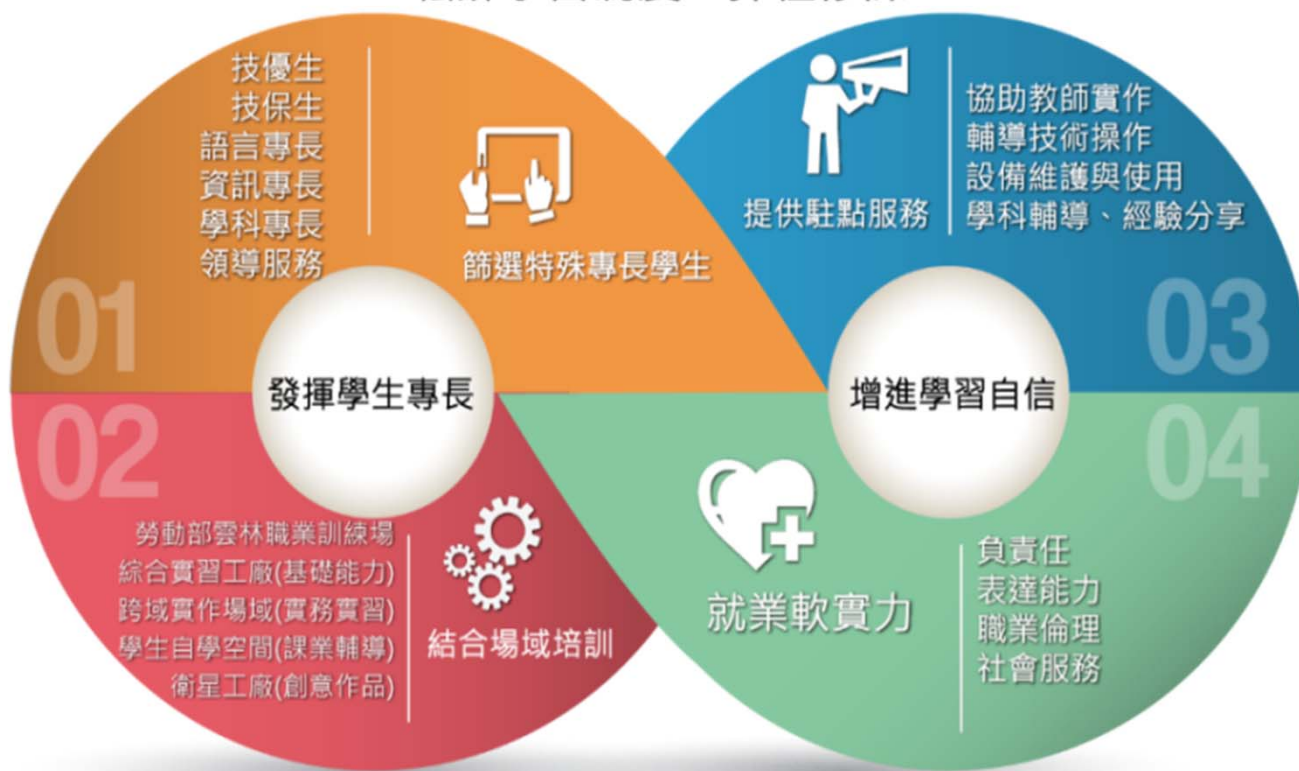 技優生
技保生
語言專長
資訊專長
學科專長
領導服務
篩選特殊專長學生
01
發揮學生專長
02
勞動部雲林職業訓練場
綜合實習工廠(基礎能力)
跨域實作場域(實務實習)
學生自學空間(課業輔導)
衛星工廠(創意作品)
結合場域培訓
提供駐點服務
協助教師實作
輔導技術操作
設備維護與使用
學科輔導、經驗分享
03
增進學習自信
04
就業軟實力
負責任
表達能力
職業倫理
社會服務